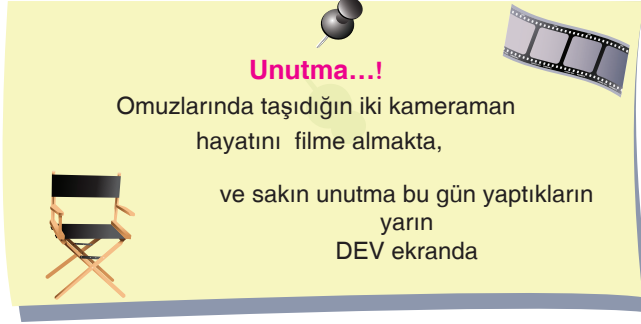 Unutma...!
Omuzlarında taşıdığın iki kameraman
hayatını filme almakta,
ve sakın unutma bu gün yaptıkların
yarın
DEV ekranda